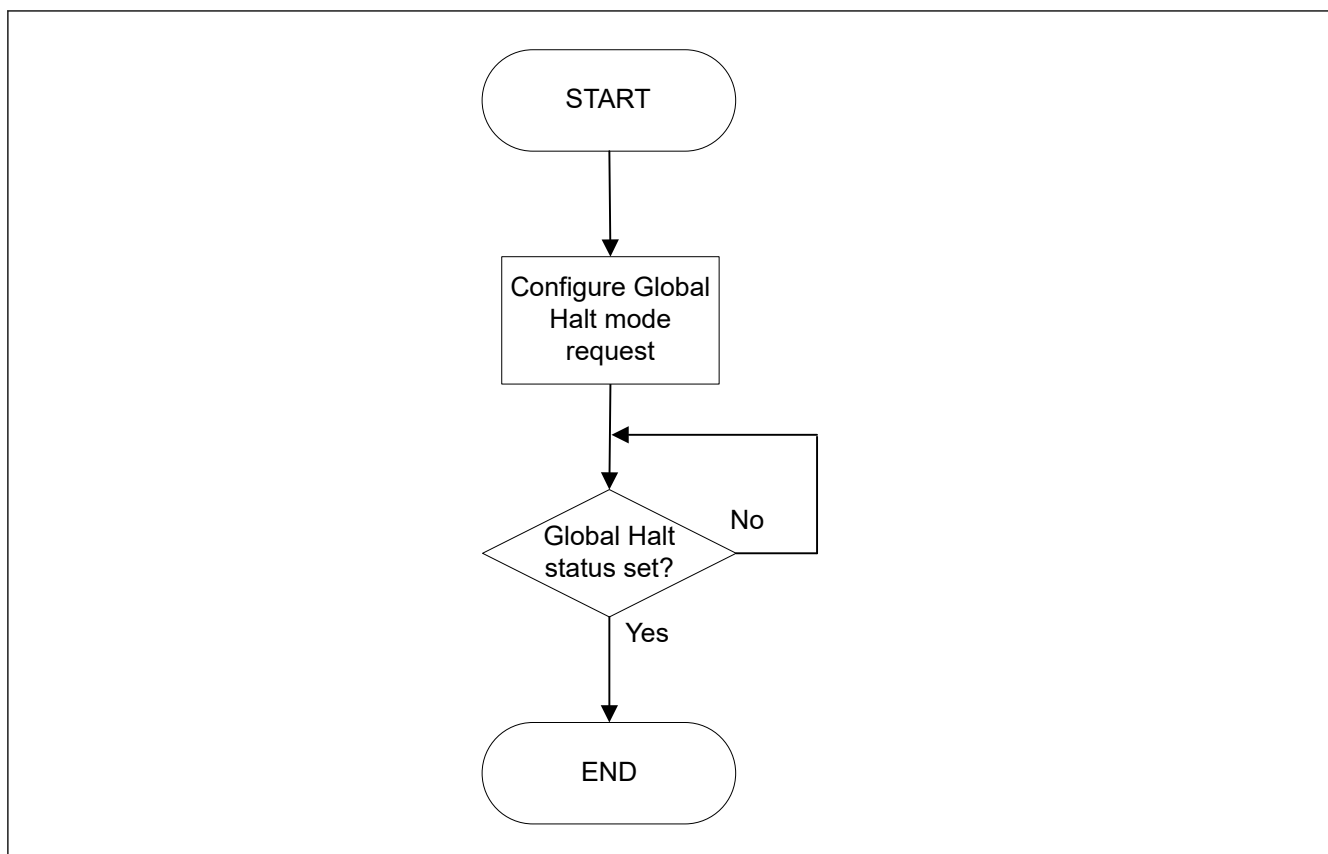 START
Configure Global
Halt mode
request
Global Halt
status set?
No
Yes
END